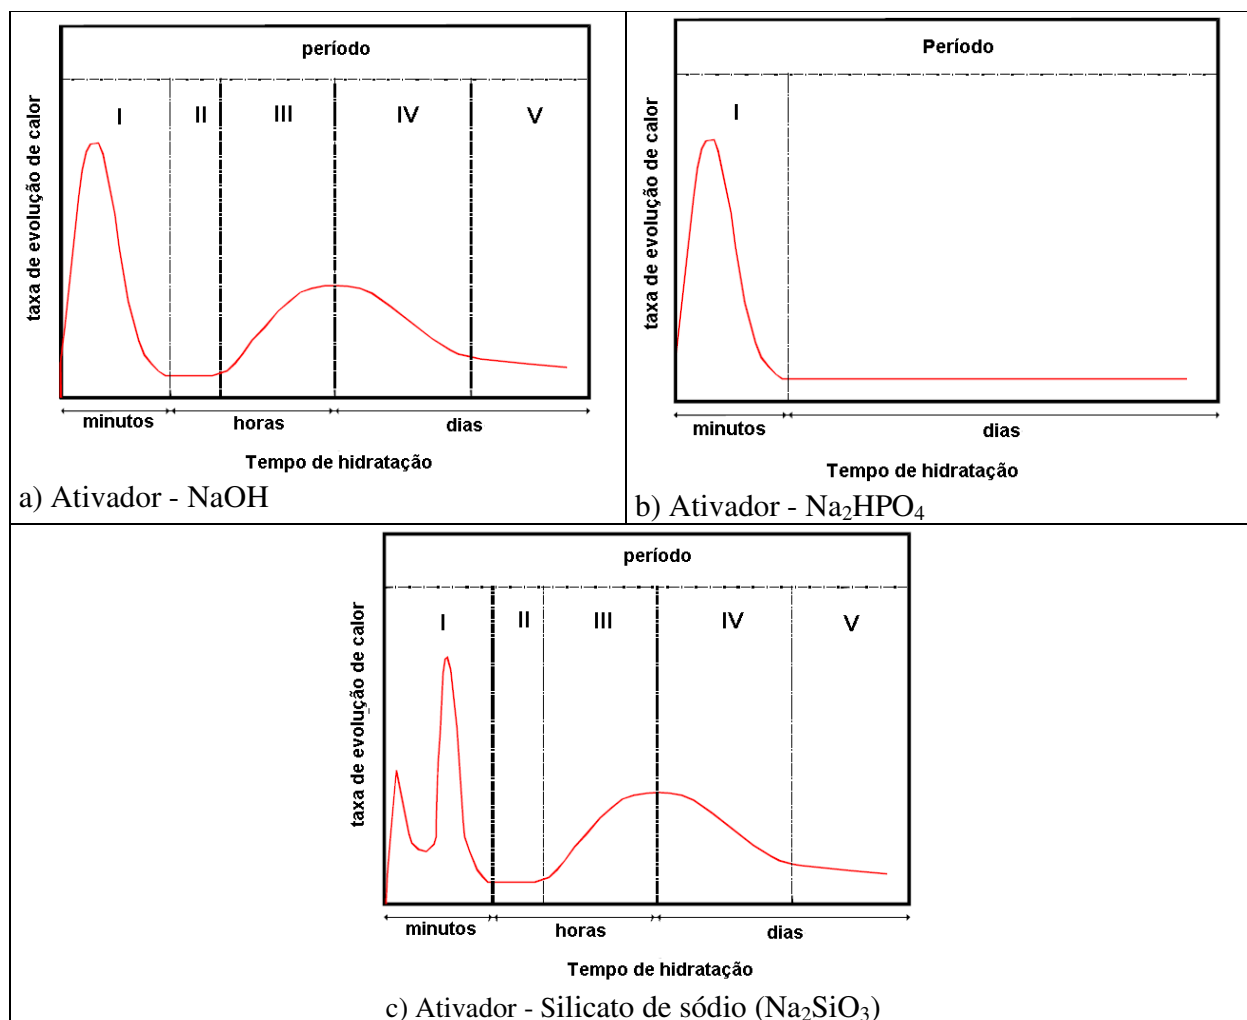 período
I II III IV V
taxa de evolução de calor
minutos horas dias
Tempo de hidratação
a) Ativador - NaOH
Período
I
taxa de evolução de calor
minutos dias
Tempo de hidratação
b) Ativador - Na₂HPO₄
período
I II III IV V
taxa de evolução de calor
minutos horas dias
Tempo de hidratação
c) Ativador - Silicato de sódio (Na₂SiO₃)